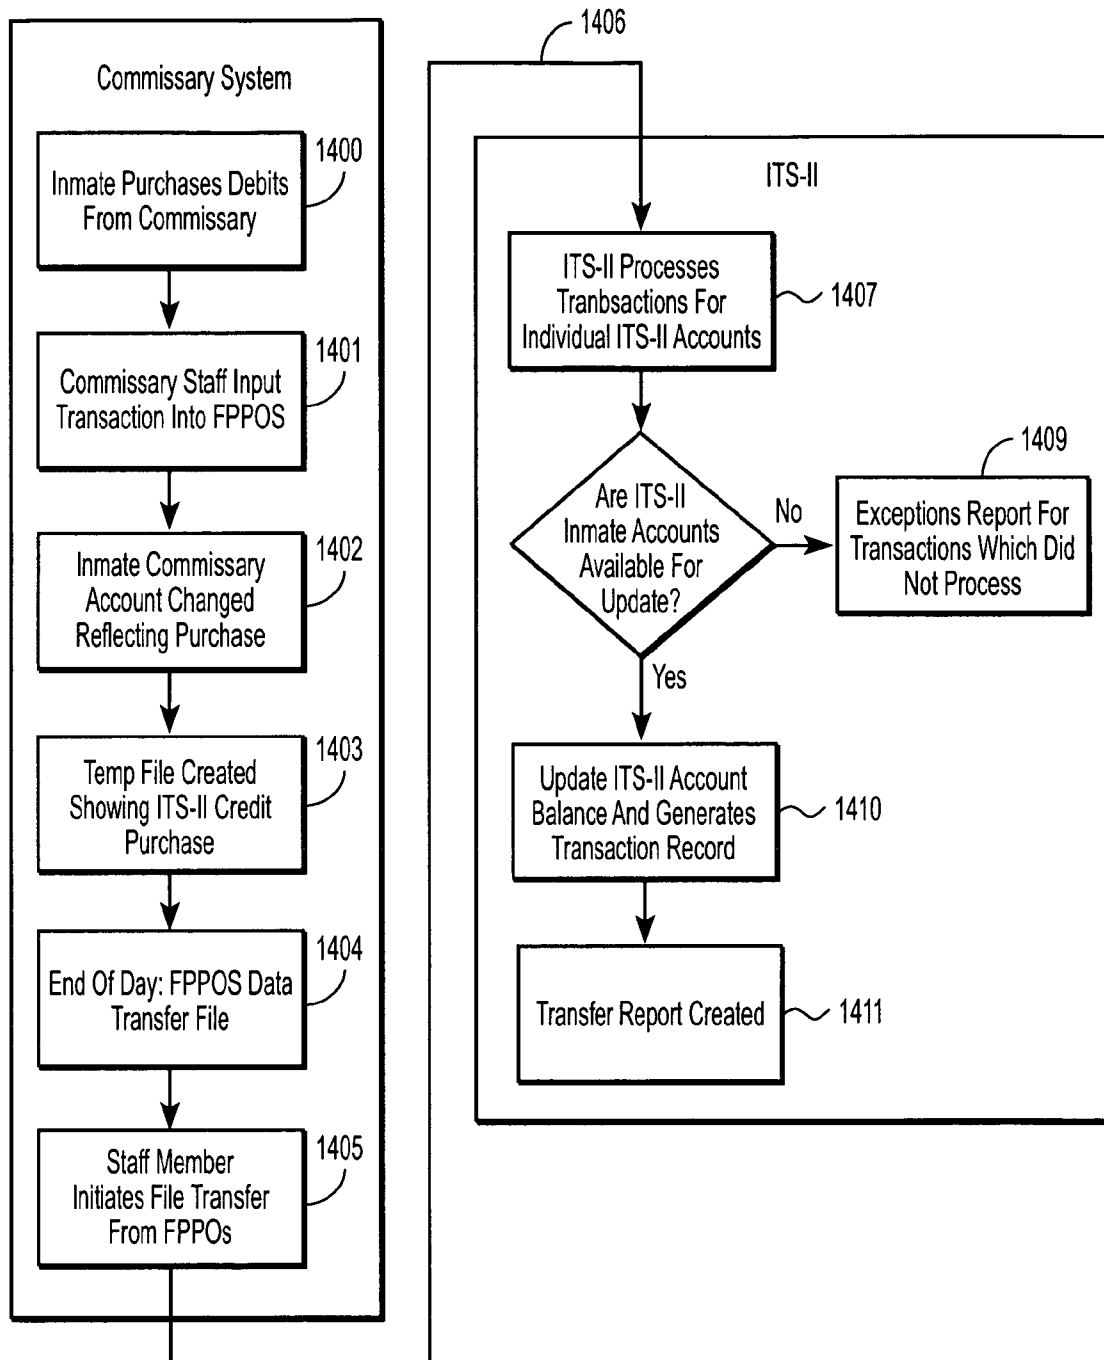 Commissary System
1400
Inmate Purchases Debits
From Commissary
1401
Commissary Staff Input
Transaction Into FPPOS
1402
Inmate Commissary
Account Changed
Reflecting Purchase
1403
Temp File Created
Showing ITS-II Credit
Purchase
1404
End Of Day: FPPOS Data
Transfer File
1405
Staff Member
Initiates File Transfer
From FPPOs
1406
ITS-II
ITS-II Processes
Tranbsactions For
Individual ITS-II Accounts
1407
Are ITS-II
Inmate Accounts
Available For
Update?
No
1409
Exceptions Report For
Transactions Which Did
Not Process
Yes
Update ITS-II Account
Balance And Generates
Transaction Record
1410
Transfer Report Created
1411